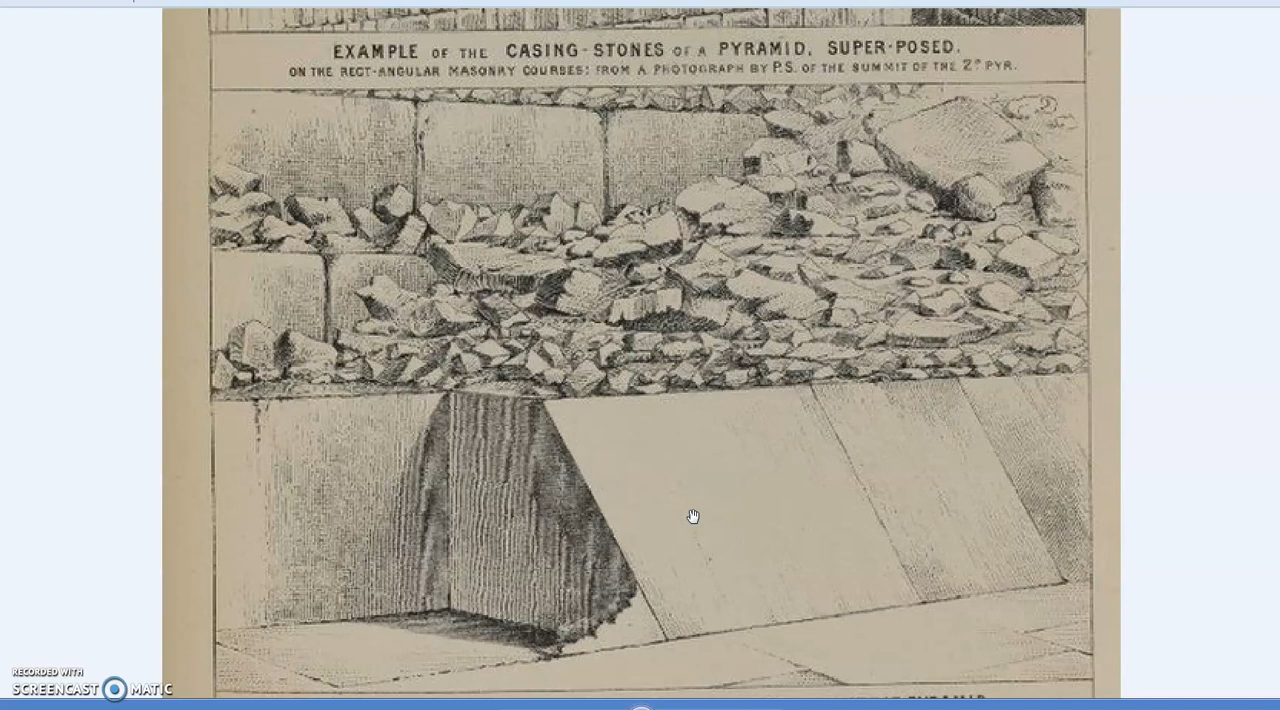 EXAMPLE OF THE CASING-STONES OF A PYRAMID, SUPER-POSED.
ON THE RECT-ANGULAR MASONRY COURSES: FROM A PHOTOGRAPH BY P.S. OF THE SUMMIT OF THE 2D PYR.
RECORDED WITH
SCREENCAST MATIC